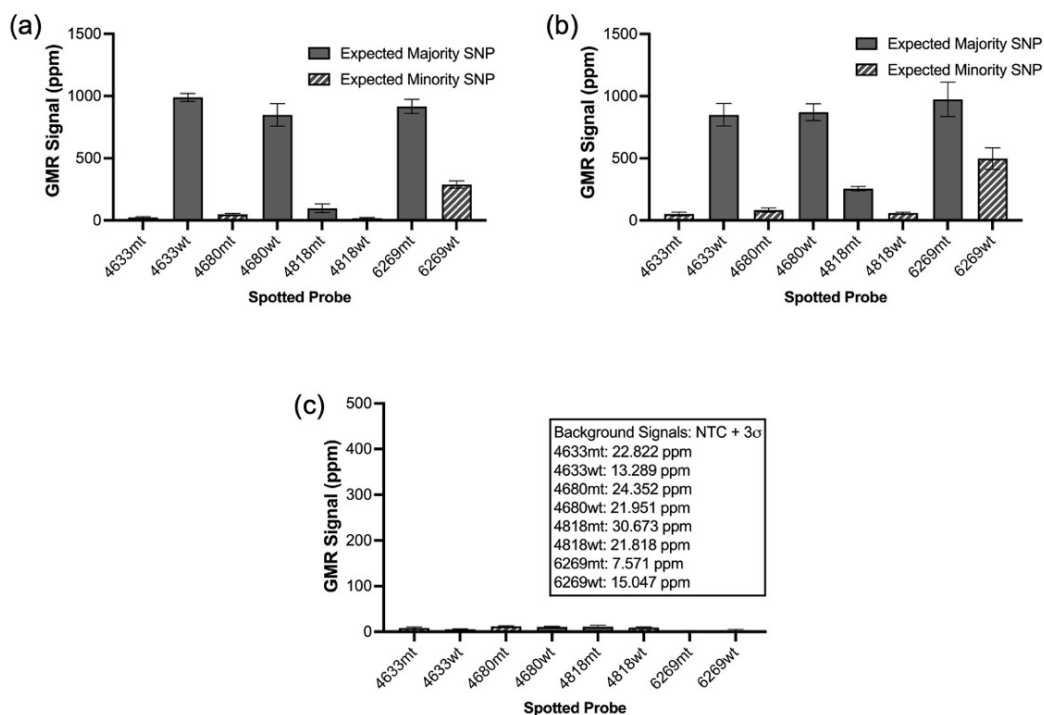 (a)
GMR Signal (ppm)
1500
1000
500
0
Expected Majority SNP
Expected Minority SNP
4633mt
4633wt
4680mt
4680wt
4818mt
4818wt
6269mt
6269wt
Spotted Probe
(b)
GMR Signal (ppm)
1500
1000
500
0
Expected Majority SNP
Expected Minority SNP
4633mt
4633wt
4680mt
4680wt
4818mt
4818wt
6269mt
6269wt
Spotted Probe
(c)
GMR Signal (ppm)
500
400
300
200
100
0
Background Signals: NTC + 3σ
4633mt: 22.822 ppm
4633wt: 13.289 ppm
4680mt: 24.352 ppm
4680wt: 21.951 ppm
4818mt: 30.673 ppm
4818wt: 21.818 ppm
6269mt: 7.571 ppm
6269wt: 15.047 ppm
4633mt
4633wt
4680mt
4680wt
4818mt
4818wt
6269mt
6269wt
Spotted Probe